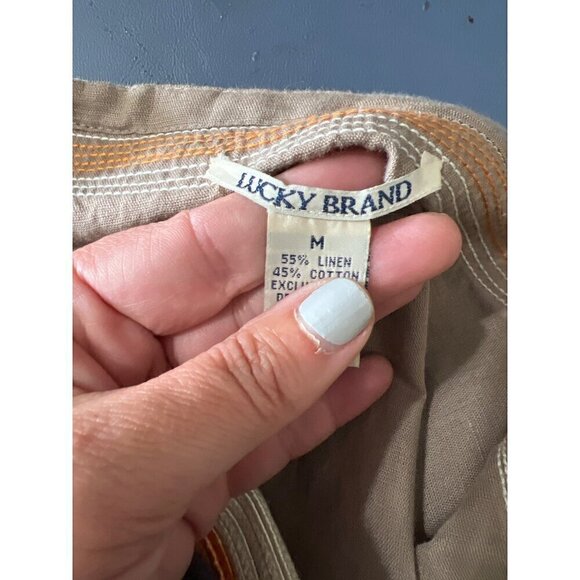 LUCKY BRAND
M
55% LINEN
45% COTTON